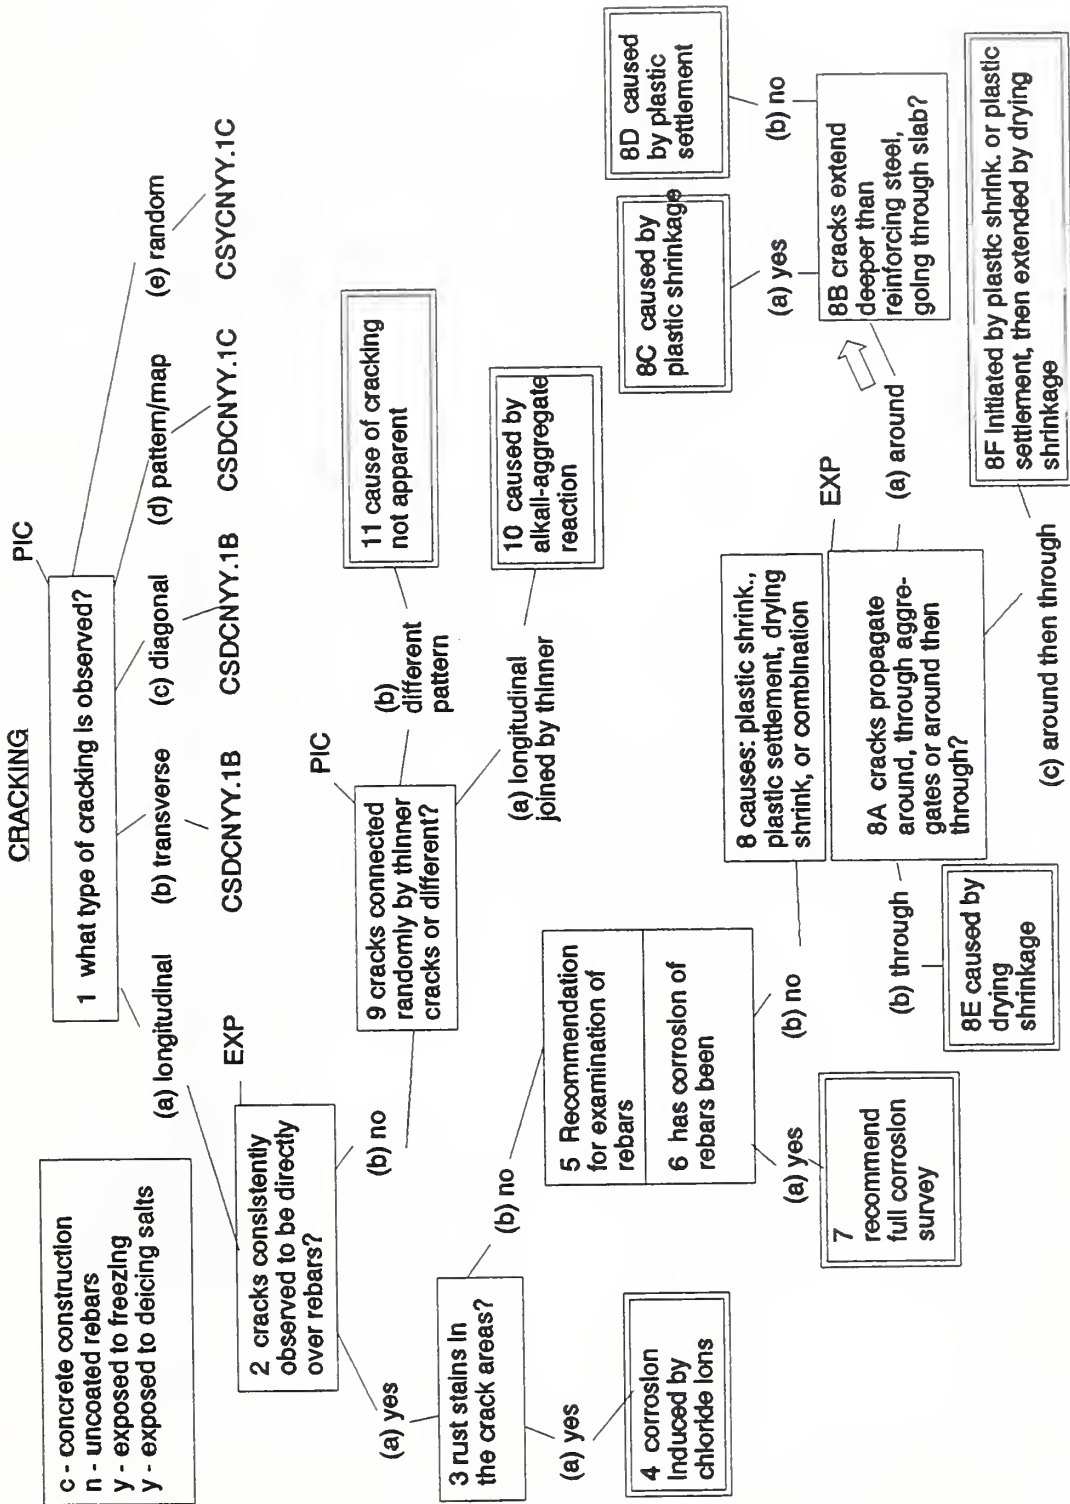 CRACKING
PIC
1 what type of cracking is observed?
(a) longitudinal
(b) transverse
(c) diagonal
(d) pattern/map
(e) random
CSDCNYY.1B
CSDCNYY.1B
CSDCNYY.1C
CSYCNYY.1C
c - concrete construction
n - uncoated rebars
y - exposed to freezing
y - exposed to deicing salts
EXP
2 cracks consistently
observed to be directly
over rebars?
(a) yes
(b) no
PIC
9 cracks connected
randomly by thinner
cracks or different?
(b)
different
pattern
11 cause of cracking
not apparent
(a) longitudinal
joined by thinner
10 caused by
alkali-aggregate
reaction
3 rust stains in
the crack areas?
(a) yes
(b) no
4 corrosion
induced by
chloride ions
5 Recommendation
for examination of
rebars
6 has corrosion of
rebars been
(a) yes
(b) no
7
recommend
full corrosion
survey
8 causes: plastic shrink.,
plastic settlement, drying
shrink, or combination
EXP
8A cracks propagate
around, through aggre-
gates or around then
through?
(a) around
(b) through
(c) around then through
8E caused by
drying
shrinkage
8B cracks extend
deeper than
reinforcing steel,
going through slab?
(a) yes
(b) no
8C caused by
plastic shrinkage
8D caused
by plastic
settlement
8F Initiated by plastic shrink. or plastic
settlement, then extended by drying
shrinkage